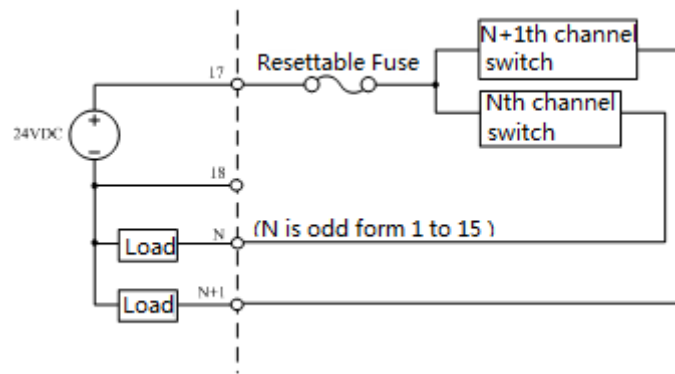 N+1th channel
switch
Resettable Fuse
17
Nth channel
switch
+
24VDC
−
18
N
(N is odd form 1 to 15 )
Load
N+1
Load